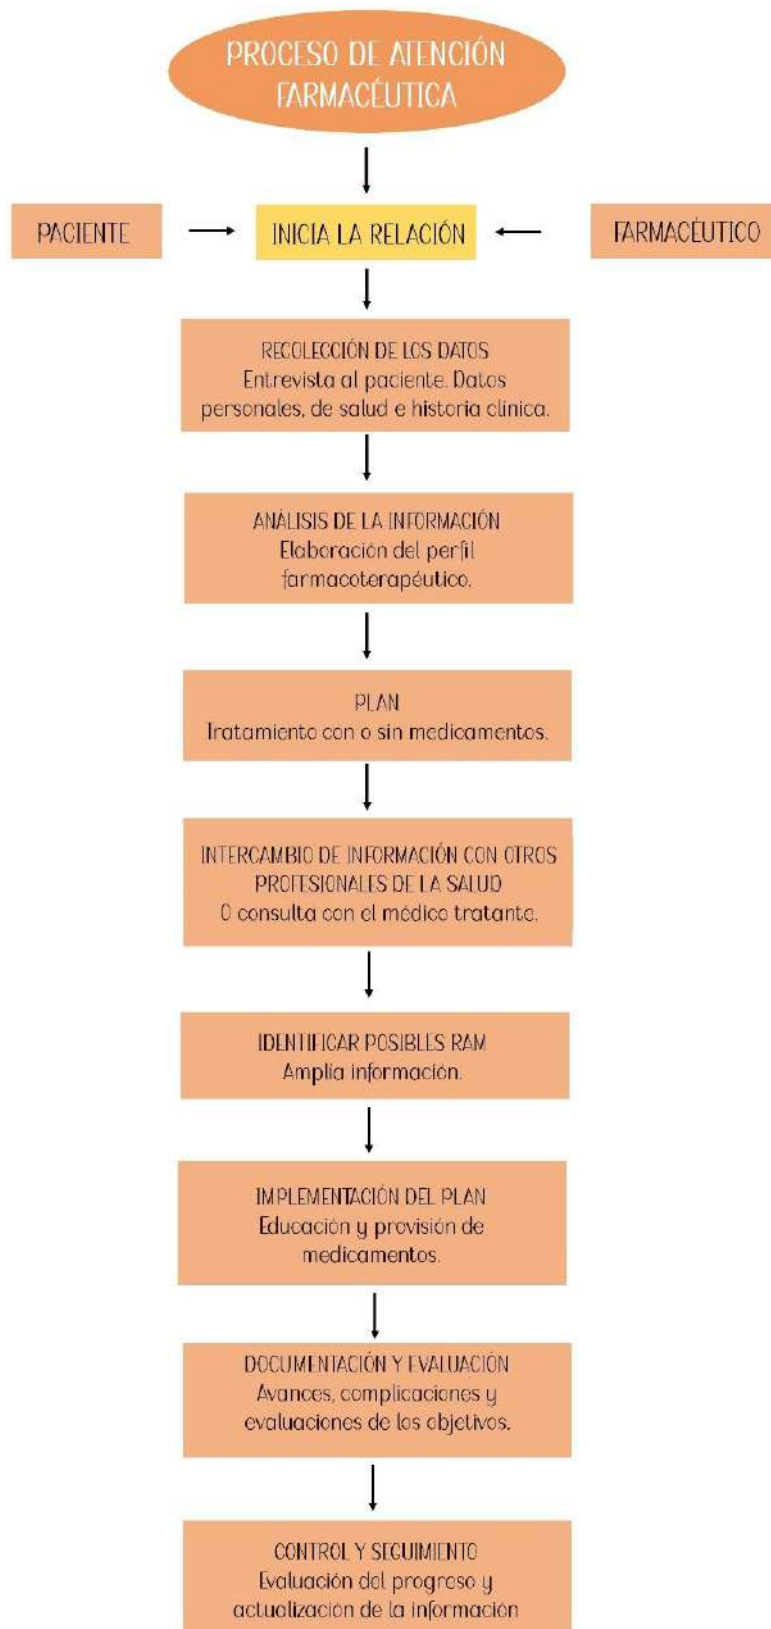 PROCESO DE ATENCIÓN
FARMACÉUTICA
PACIENTE
INICIA LA RELACIÓN
FARMACÉUTICO
RECOLECCIÓN DE LOS DATOS
Entrevista al paciente. Datos
personales, de salud e historia clínica.
ANÁLISIS DE LA INFORMACIÓN
Elaboración del perfil
farmacoterapéutico.
PLAN
Tratamiento con o sin medicamentos.
INTERCAMBIO DE INFORMACIÓN CON OTROS
PROFESIONALES DE LA SALUD
O consulta con el médico tratante.
IDENTIFICAR POSIBLES RAM
Amplía información.
IMPLEMENTACIÓN DEL PLAN
Educación y provisión de
medicamentos.
DOCUMENTACIÓN Y EVALUACIÓN
Avances, complicaciones y
evaluaciones de los objetivos.
CONTROL Y SEGUIMIENTO
Evaluación del progreso y
actualización de la información